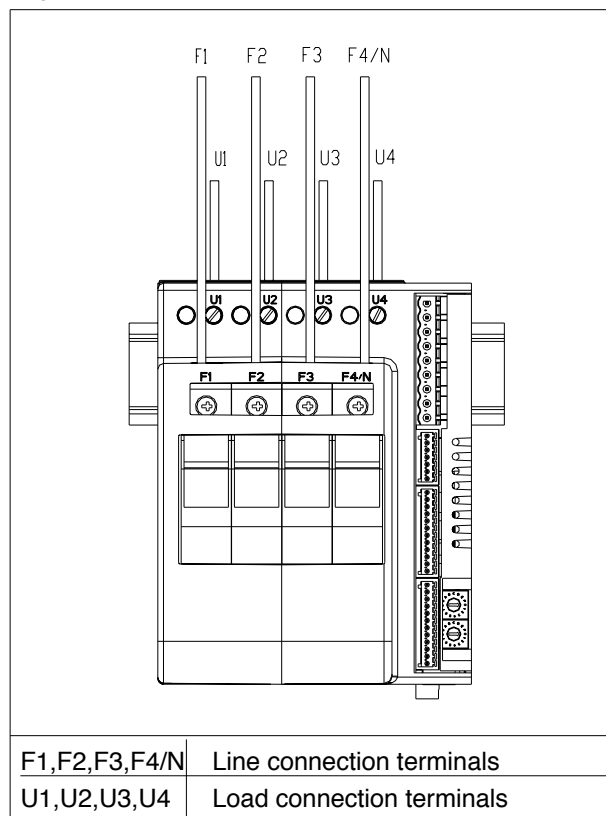 F1 F2 F3 F4/N
U1 U2 U3 U4
U1 U2 U3 U4
F1 F2 F3 F4/N
F1,F2,F3,F4/N Line connection terminals
U1,U2,U3,U4 Load connection terminals